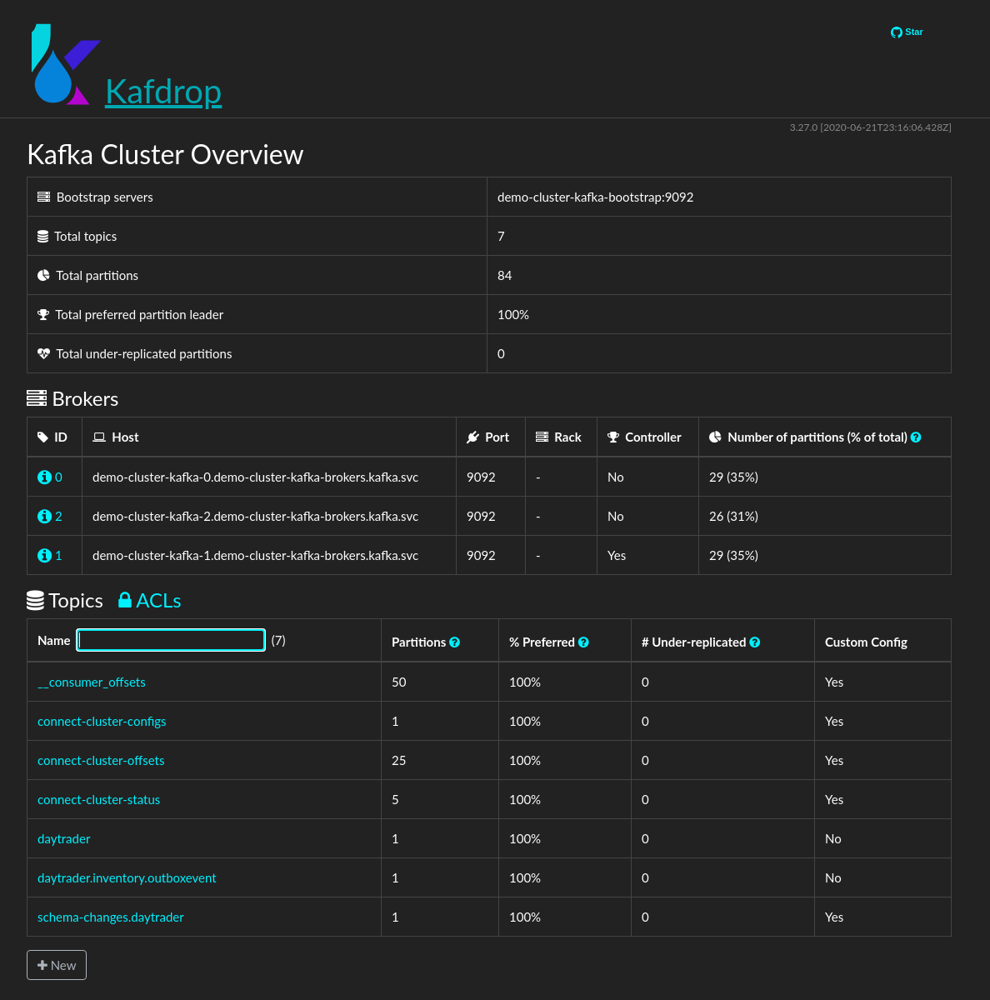 Star
Kafdrop
3.27.0 [2020-06-21T23:16:06.428Z]
Kafka Cluster Overview
Bootstrap servers demo-cluster-kafka-bootstrap:9092
Total topics 7
Total partitions 84
Total preferred partition leader 100%
Total under-replicated partitions 0
Brokers
ID Host Port Rack Controller Number of partitions (% of total)
0 demo-cluster-kafka-0.demo-cluster-kafka-brokers.kafka.svc 9092 - No 29 (35%)
2 demo-cluster-kafka-2.demo-cluster-kafka-brokers.kafka.svc 9092 - No 26 (31%)
1 demo-cluster-kafka-1.demo-cluster-kafka-brokers.kafka.svc 9092 - Yes 29 (35%)
Topics ACLs
Name (7) Partitions % Preferred # Under-replicated Custom Config
__consumer_offsets 50 100% 0 Yes
connect-cluster-configs 1 100% 0 Yes
connect-cluster-offsets 25 100% 0 Yes
connect-cluster-status 5 100% 0 Yes
daytrader 1 100% 0 No
daytrader.inventory.outboxevent 1 100% 0 No
schema-changes.daytrader 1 100% 0 Yes
New